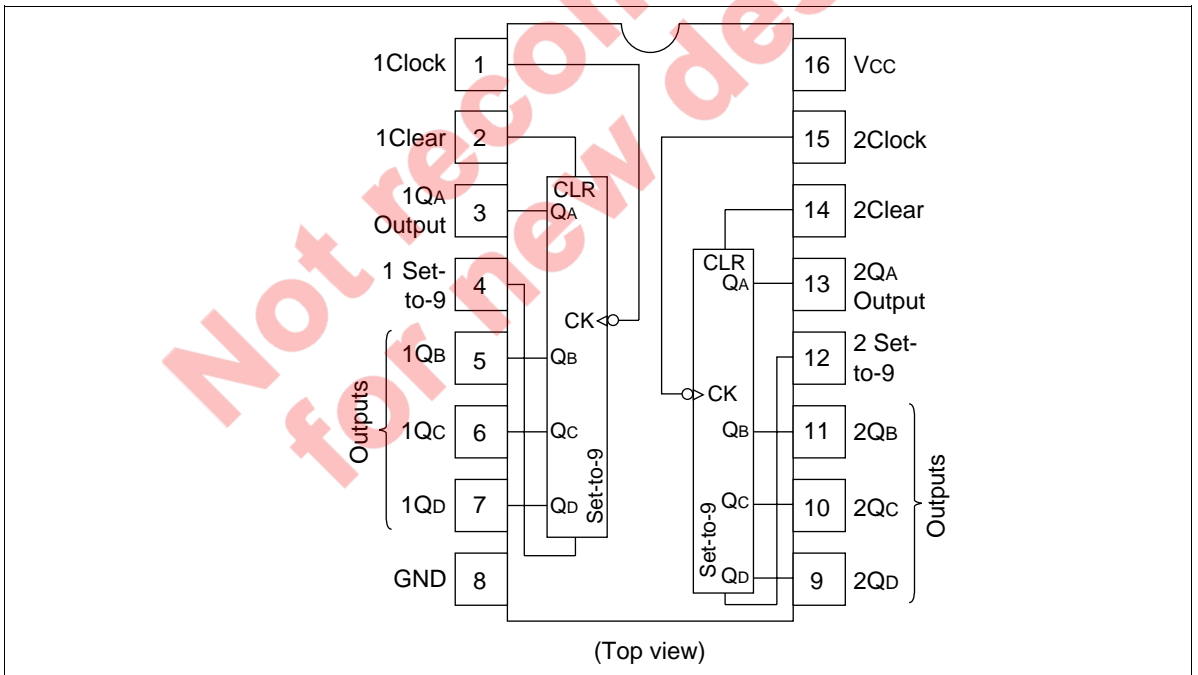 1Clock 1
1Clear 2
1QA
Output 3
1 Set-
to-9 4
1QB 5
1QC 6
1QD 7
Outputs
GND 8
CLR
QA
CK
QB
QC
QD
Set-to-9
CLR
QA
CK
QB
QC
QD
Set-to-9
16 VCC
15 2Clock
14 2Clear
13 2QA
Output
12 2 Set-
to-9
11 2QB
10 2QC
9 2QD
Outputs
(Top view)
Not recom
for new des